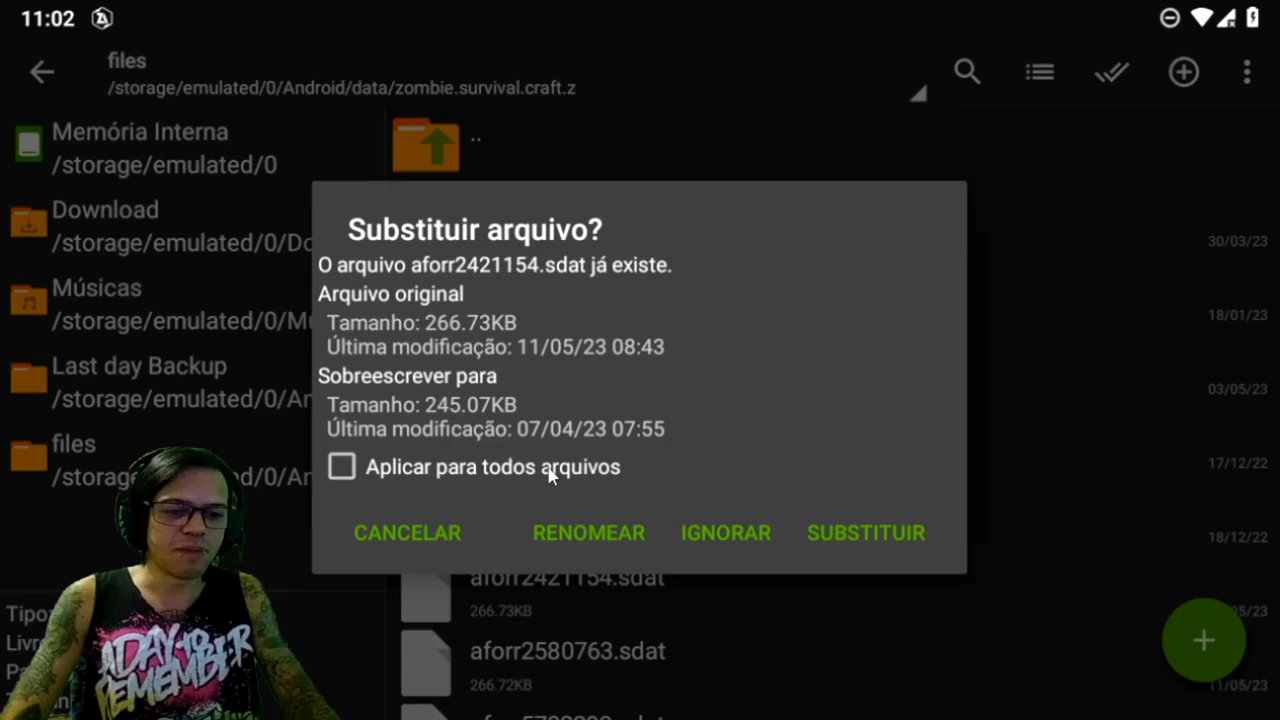 11:02
files
/storage/emulated/0/Android/data/zombie.survival.craft.z
Memória Interna
/storage/emulated/0
Download
/storage/emulated/0/Do
Músicas
/storage/emulated/0/Mu
Last day Backup
/storage/emulated/0/An
files
/storage/emulated/0/An
Tipo:
Livre
..
30/03/23
18/01/23
03/05/23
17/12/22
18/12/22
Substituir arquivo?
O arquivo aforr2421154.sdat já existe.
Arquivo original
Tamanho: 266.73KB
Última modificação: 11/05/23 08:43
Sobreescrever para
Tamanho: 245.07KB
Última modificação: 07/04/23 07:55
Aplicar para todos arquivos
CANCELAR
RENOMEAR
IGNORAR
SUBSTITUIR
aforr2421154.sdat
266.73KB
aforr2580763.sdat
266.72KB
11/05/23
+
A DAY TO
REMEMBER